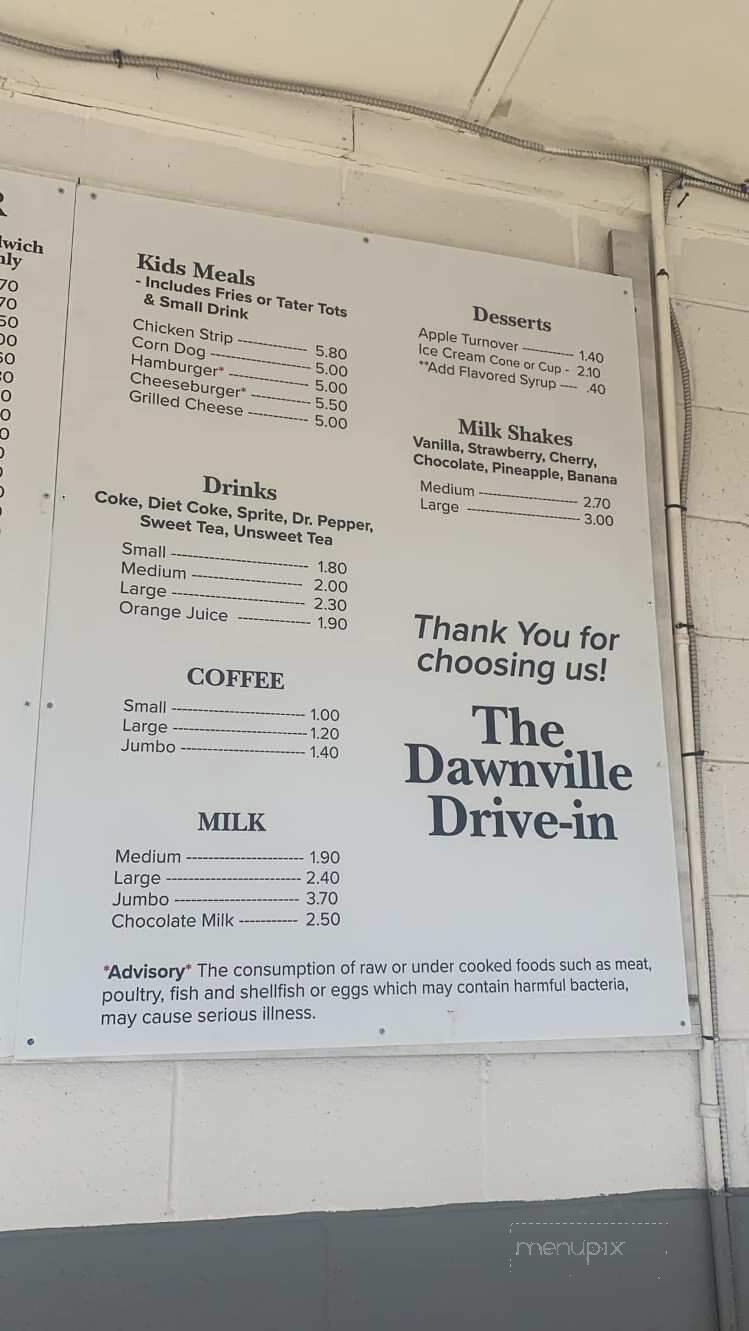 R
lwich
nly
70
70
50
00
50
Kids Meals
- Includes Fries or Tater Tots
& Small Drink
Chicken Strip ------------- 5.80
Corn Dog ------------------- 5.00
Hamburger* --------------- 5.00
Cheeseburger* ----------- 5.50
Grilled Cheese ----------- 5.00
Drinks
Coke, Diet Coke, Sprite, Dr. Pepper,
Sweet Tea, Unsweet Tea
Small ------------------------- 1.80
Medium -------------------- 2.00
Large ------------------------ 2.30
Orange Juice ------------- 1.90
COFFEE
Small ------------------------ 1.00
Large ------------------------ 1.20
Jumbo ---------------------- 1.40
MILK
Medium --------------------- 1.90
Large ------------------------ 2.40
Jumbo ---------------------- 3.70
Chocolate Milk ----------- 2.50
Desserts
Apple Turnover ---------- 1.40
Ice Cream Cone or Cup - 2.10
**Add Flavored Syrup ---- .40
Milk Shakes
Vanilla, Strawberry, Cherry,
Chocolate, Pineapple, Banana
Medium ------------------- 2.70
Large --------------------- 3.00
Thank You for
choosing us!
The
Dawnville
Drive-in
*Advisory* The consumption of raw or under cooked foods such as meat,
poultry, fish and shellfish or eggs which may contain harmful bacteria,
may cause serious illness.
menupix